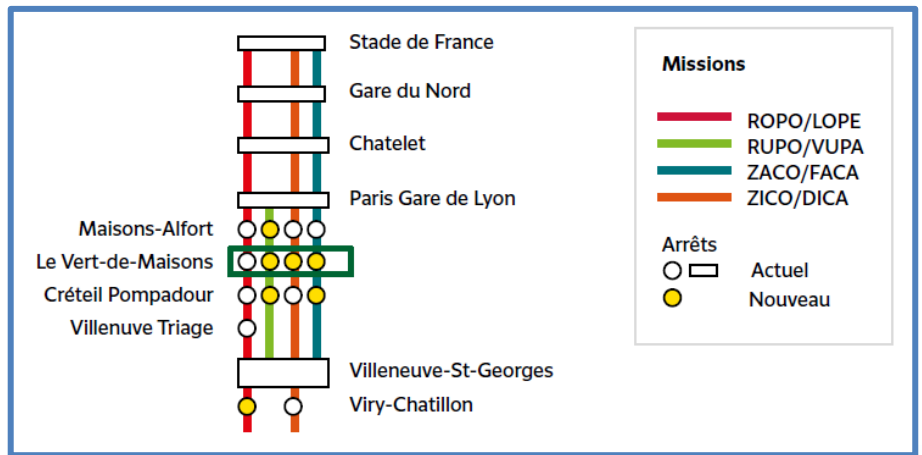 Stade de France
Gare du Nord
Chatelet
Paris Gare de Lyon
Maisons-Alfort
Le Vert-de-Maisons
Créteil Pompadour
Villenuve Triage
Villeneuve-St-Georges
Viry-Chatillon
Missions
ROPO/LOPE
RUPO/VUPA
ZACO/FACA
ZICO/DICA
Arrêts
Actuel
Nouveau